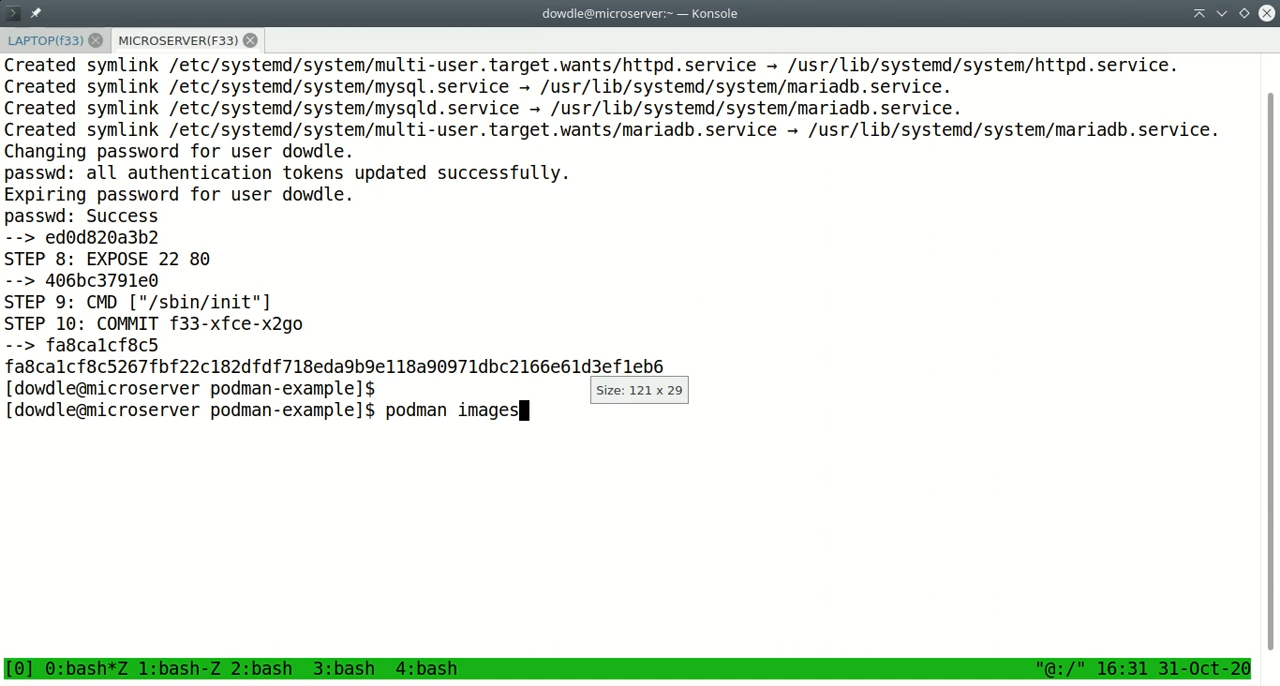 dowdle@microserver:~ — Konsole
LAPTOP(f33) MICROSERVER(F33)
Created symlink /etc/systemd/system/multi-user.target.wants/httpd.service → /usr/lib/systemd/system/httpd.service.
Created symlink /etc/systemd/system/mysql.service → /usr/lib/systemd/system/mariadb.service.
Created symlink /etc/systemd/system/mysqld.service → /usr/lib/systemd/system/mariadb.service.
Created symlink /etc/systemd/system/multi-user.target.wants/mariadb.service → /usr/lib/systemd/system/mariadb.service.
Changing password for user dowdle.
passwd: all authentication tokens updated successfully.
Expiring password for user dowdle.
passwd: Success
--> ed0d820a3b2
STEP 8: EXPOSE 22 80
--> 406bc3791e0
STEP 9: CMD ["/sbin/init"]
STEP 10: COMMIT f33-xfce-x2go
--> fa8ca1cf8c5
fa8ca1cf8c5267fbf22c182dfdf718eda9b9e118a90971dbc2166e61d3ef1eb6
[dowdle@microserver podman-example]$
Size: 121 x 29
[dowdle@microserver podman-example]$ podman images
[0] 0:bash*Z 1:bash-Z 2:bash  3:bash  4:bash "@:/" 16:31 31-Oct-20